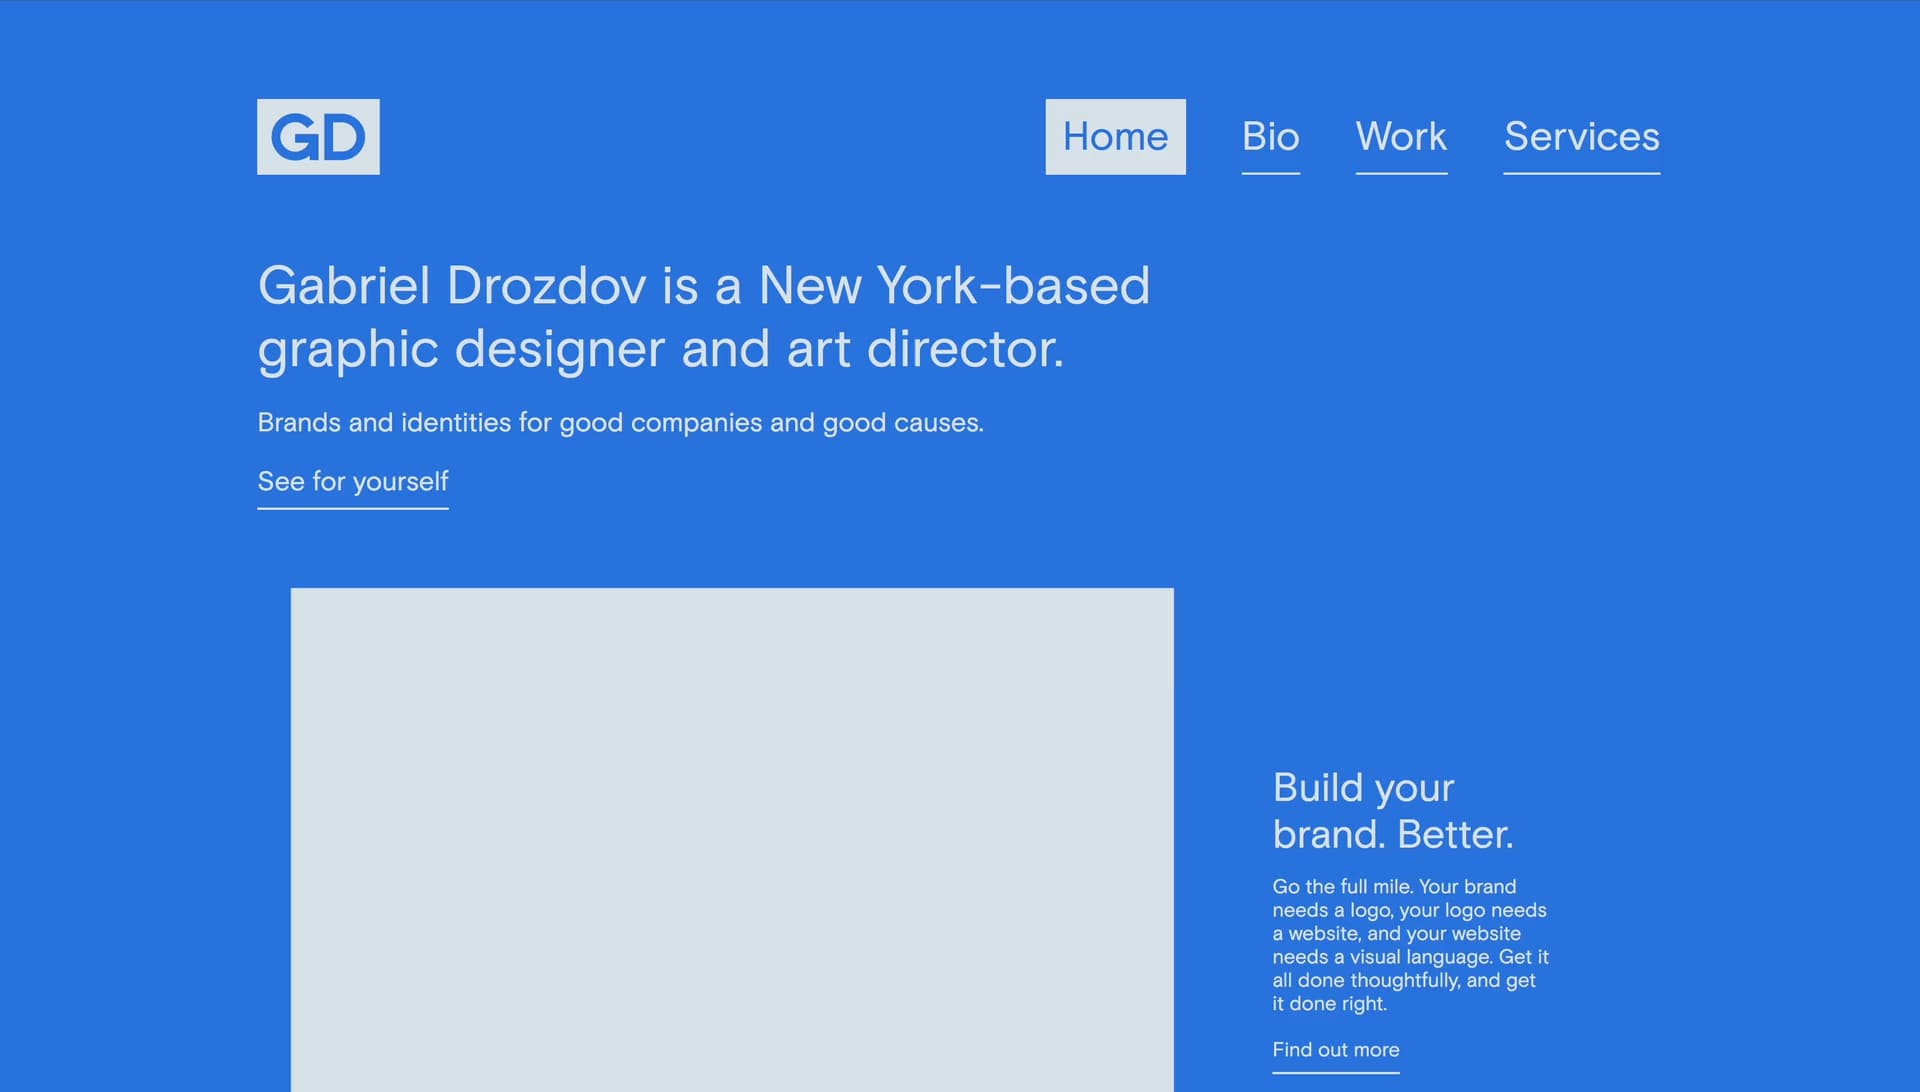 GD
Home
Bio
Work
Services
Gabriel Drozdov is a New York-based
graphic designer and art director.
Brands and identities for good companies and good causes.
See for yourself
Build your
brand. Better.
Go the full mile. Your brand
needs a logo, your logo needs
a website, and your website
needs a visual language. Get it
all done thoughtfully, and get
it done right.
Find out more